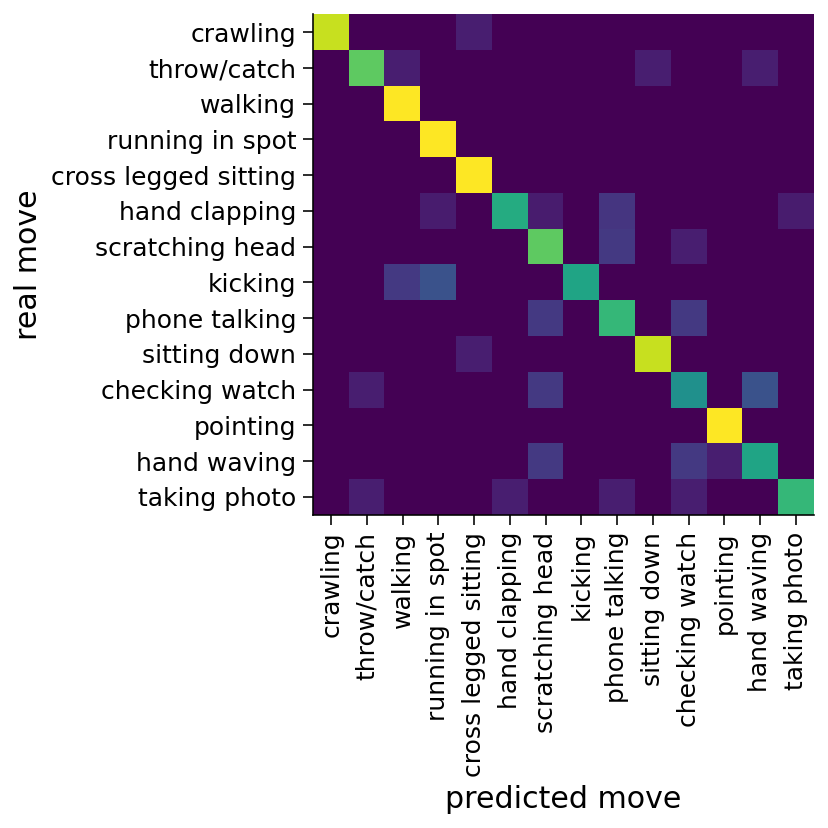 crawling
throw/catch
walking
running in spot
cross legged sitting
hand clapping
scratching head
kicking
phone talking
sitting down
checking watch
pointing
hand waving
taking photo
real move
crawling
throw/catch
walking
running in spot
cross legged sitting
hand clapping
scratching head
kicking
phone talking
sitting down
checking watch
pointing
hand waving
taking photo
predicted move